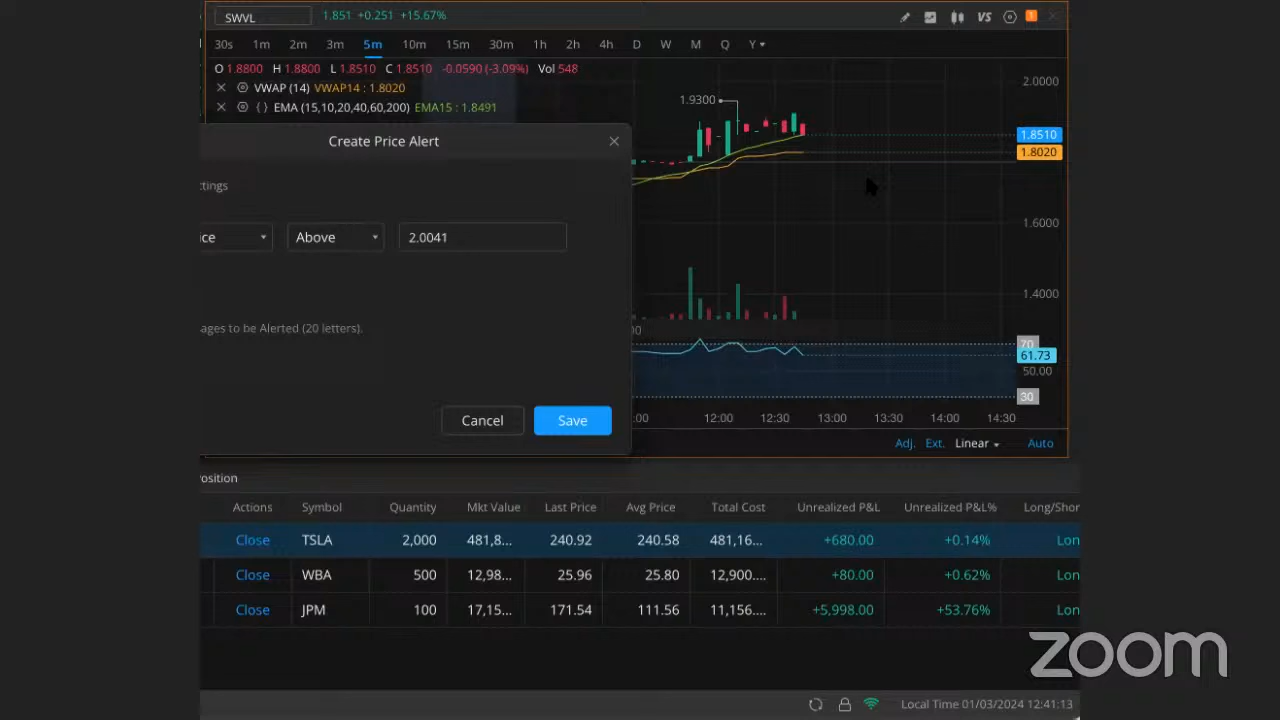 SWVL 1.851 +0.251 +15.67% VS 1
30s 1m 2m 3m 5m 10m 15m 30m 1h 2h 4h D W M Q Y
O 1.8800 H 1.8800 L 1.8510 C 1.8510 -0.0590 (-3.09%) Vol 548
VWAP (14) VWAP14 : 1.8020
EMA (15,10,20,40,60,200) EMA15 : 1.8491
2.0000
1.9300
1.8510
1.8020
1.6000
1.4000
Create Price Alert
ttings
ice Above 2.0041
ages to be Alerted (20 letters).
Cancel Save
00
70
61.73
50.00
30
:00 12:00 12:30 13:00 13:30 14:00 14:30
Adj. Ext. Linear Auto
osition
Actions Symbol Quantity Mkt Value Last Price Avg Price Total Cost Unrealized P&L Unrealized P&L% Long/Shor
Close TSLA 2,000 481,8... 240.92 240.58 481,16... +680.00 +0.14% Lon
Close WBA 500 12,98... 25.96 25.80 12,900.... +80.00 +0.62% Lon
Close JPM 100 17,15... 171.54 111.56 11,156.... +5,998.00 +53.76% Lon
zoom
Local Time 01/03/2024 12:41:13